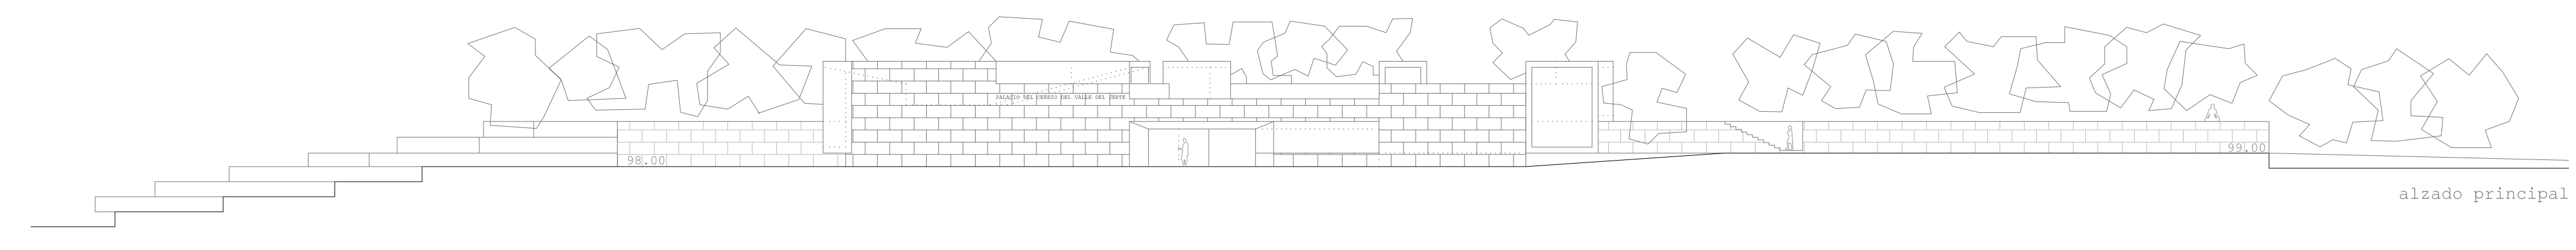 PALACIO DEL CEREZO DEL VALLE DEL JERTE
98.00
99.00
alzado principal